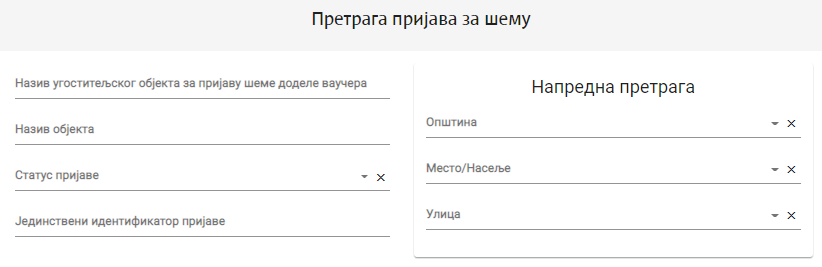 Претрага пријава за шему
Назив угоститељског објекта за пријаву шеме доделе ваучера
Назив објекта
Статус пријаве
Јединствени идентификатор пријаве
Напредна претрага
Општина
Место/Насеље
Улица